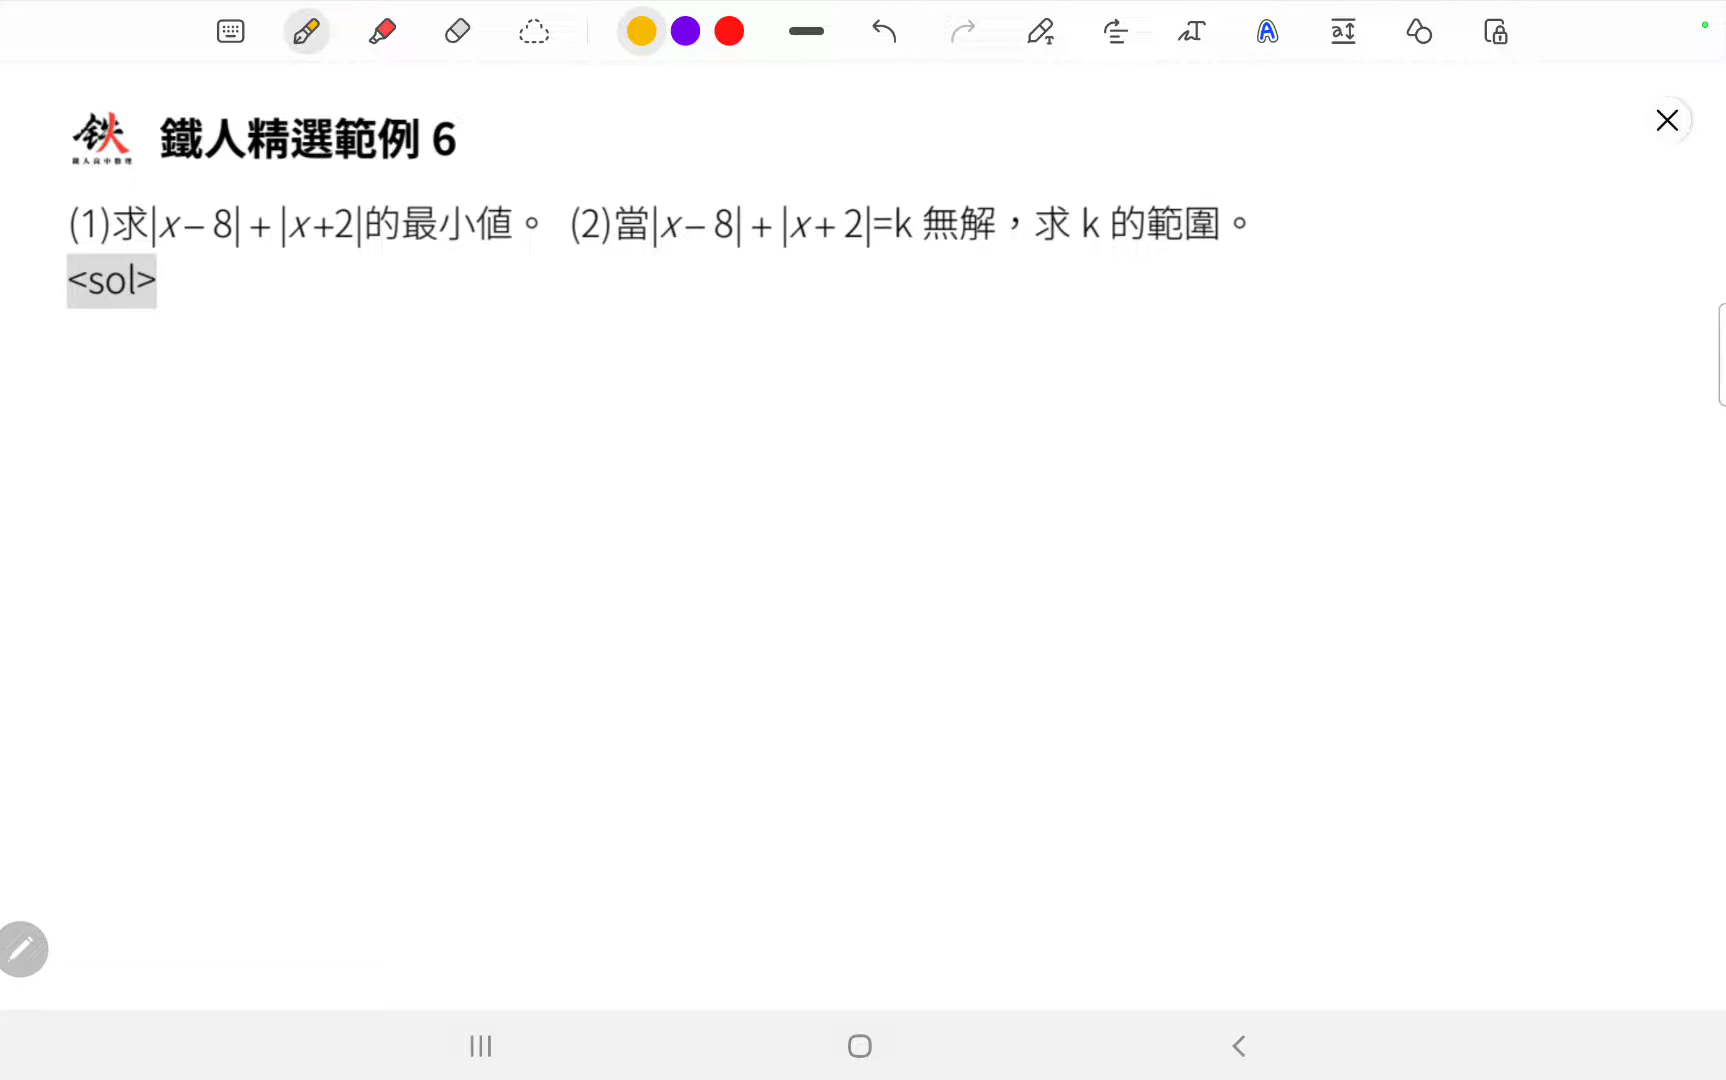 鐵人精選範例 6
(1)求|x– 8| + |x+2|的最小值。 (2)當|x– 8| + |x+ 2|=k 無解，求 k 的範圍。
<sol>